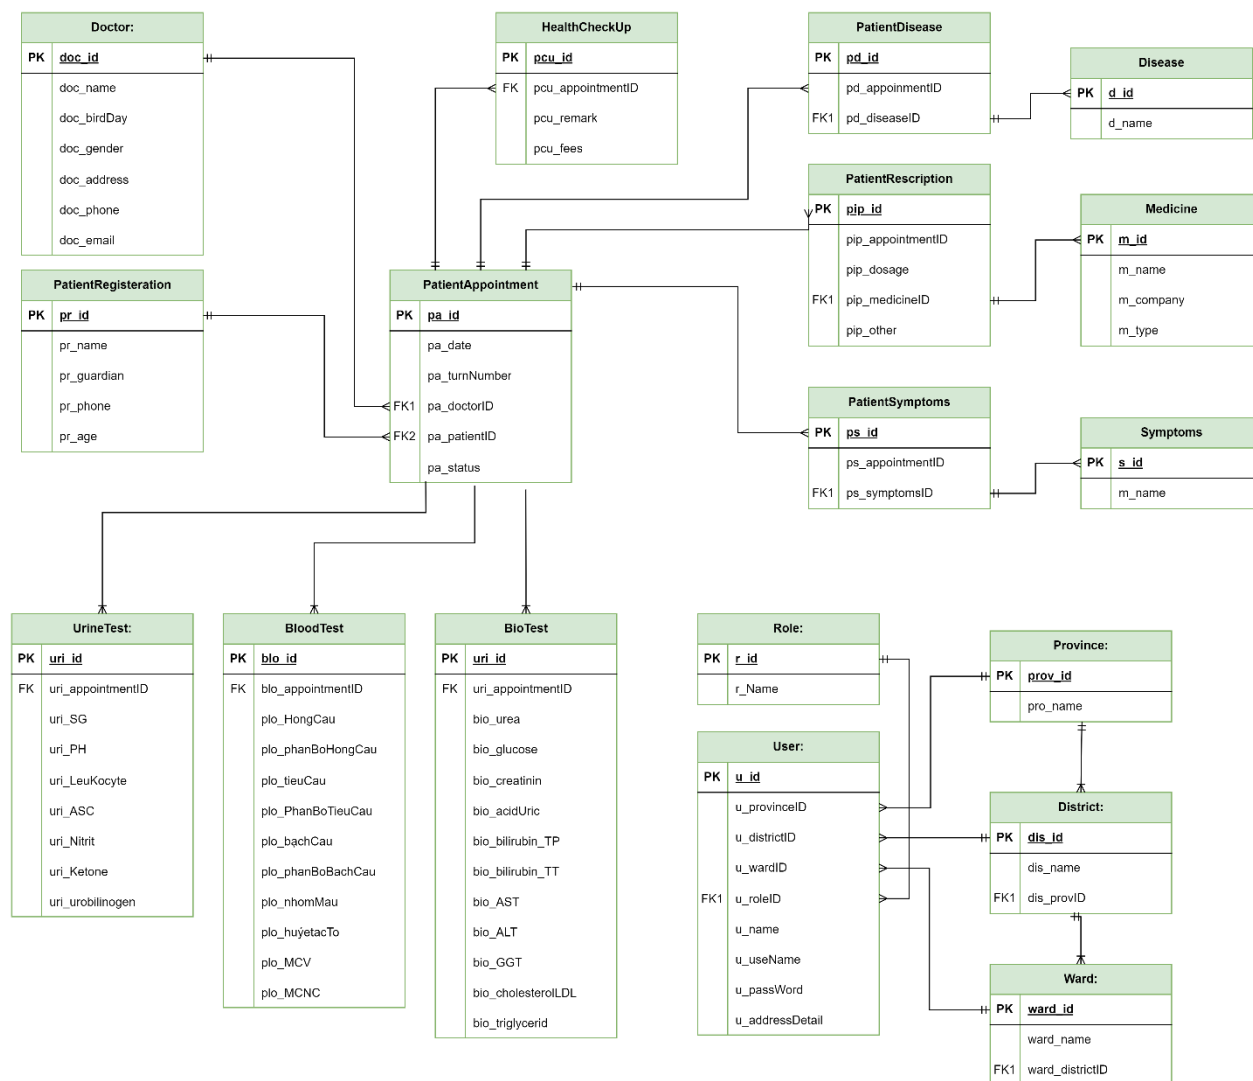 Doctor:
PK doc_id
doc_name
doc_birdDay
doc_gender
doc_address
doc_phone
doc_email
HealthCheckUp
PK pcu_id
FK pcu_appointmentID
pcu_remark
pcu_fees
PatientDisease
PK pd_id
pd_appoinmentID
FK1 pd_diseaseID
Disease
PK d_id
d_name
PatientRescription
PK pip_id
pip_appointmentID
pip_dosage
FK1 pip_medicineID
pip_other
Medicine
PK m_id
m_name
m_company
m_type
PatientRegisteration
PK pr_id
pr_name
pr_guardian
pr_phone
pr_age
PatientAppointment
PK pa_id
pa_date
pa_turnNumber
FK1 pa_doctorID
FK2 pa_patientID
pa_status
PatientSymptoms
PK ps_id
ps_appointmentID
FK1 ps_symptomsID
Symptoms
PK s_id
m_name
UrineTest:
PK uri_id
FK uri_appointmentID
uri_SG
uri_PH
uri_LeuKocyte
uri_ASC
uri_Nitrit
uri_Ketone
uri_urobilinogen
BloodTest
PK blo_id
FK blo_appointmentID
plo_HongCau
plo_phanBoHongCau
plo_tieuCau
plo_PhanBoTieuCau
plo_bạchCau
plo_phanBoBachCau
plo_nhomMau
plo_huýetacTo
plo_MCV
plo_MCNC
BioTest
PK uri_id
FK uri_appointmentID
bio_urea
bio_glucose
bio_creatinin
bio_acidUric
bio_bilirubin_TP
bio_bilirubin_TT
bio_AST
bio_ALT
bio_GGT
bio_cholesterolLDL
bio_triglycerid
Role:
PK r_id
r_Name
User:
PK u_id
u_provinceID
u_districtID
u_wardID
FK1 u_roleID
u_name
u_useName
u_passWord
u_addressDetail
Province:
PK prov_id
pro_name
District:
PK dis_id
dis_name
FK1 dis_provID
Ward:
PK ward_id
ward_name
FK1 ward_districtID